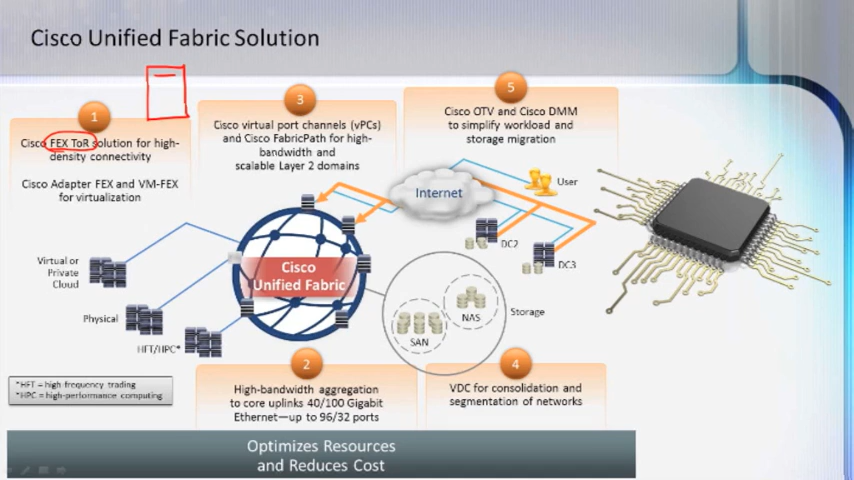 Cisco Unified Fabric Solution
1
Cisco FEX ToR solution for high-
density connectivity
Cisco Adapter FEX and VM-FEX
for virtualization
3
Cisco virtual port channels (vPCs)
and Cisco FabricPath for high-
bandwidth and
scalable Layer 2 domains
5
Cisco OTV and Cisco DMM
to simplify workload and
storage migration
Internet
User
DC2
DC3
Virtual or
Private
Cloud
Physical
HFT/HPC*
Cisco
Unified Fabric
SAN
NAS
Storage
*HFT = high-frequency trading
*HPC = high-performance computing
2
High-bandwidth aggregation
to core uplinks 40/100 Gigabit
Ethernet—up to 96/32 ports
4
VDC for consolidation and
segmentation of networks
Optimizes Resources
and Reduces Cost